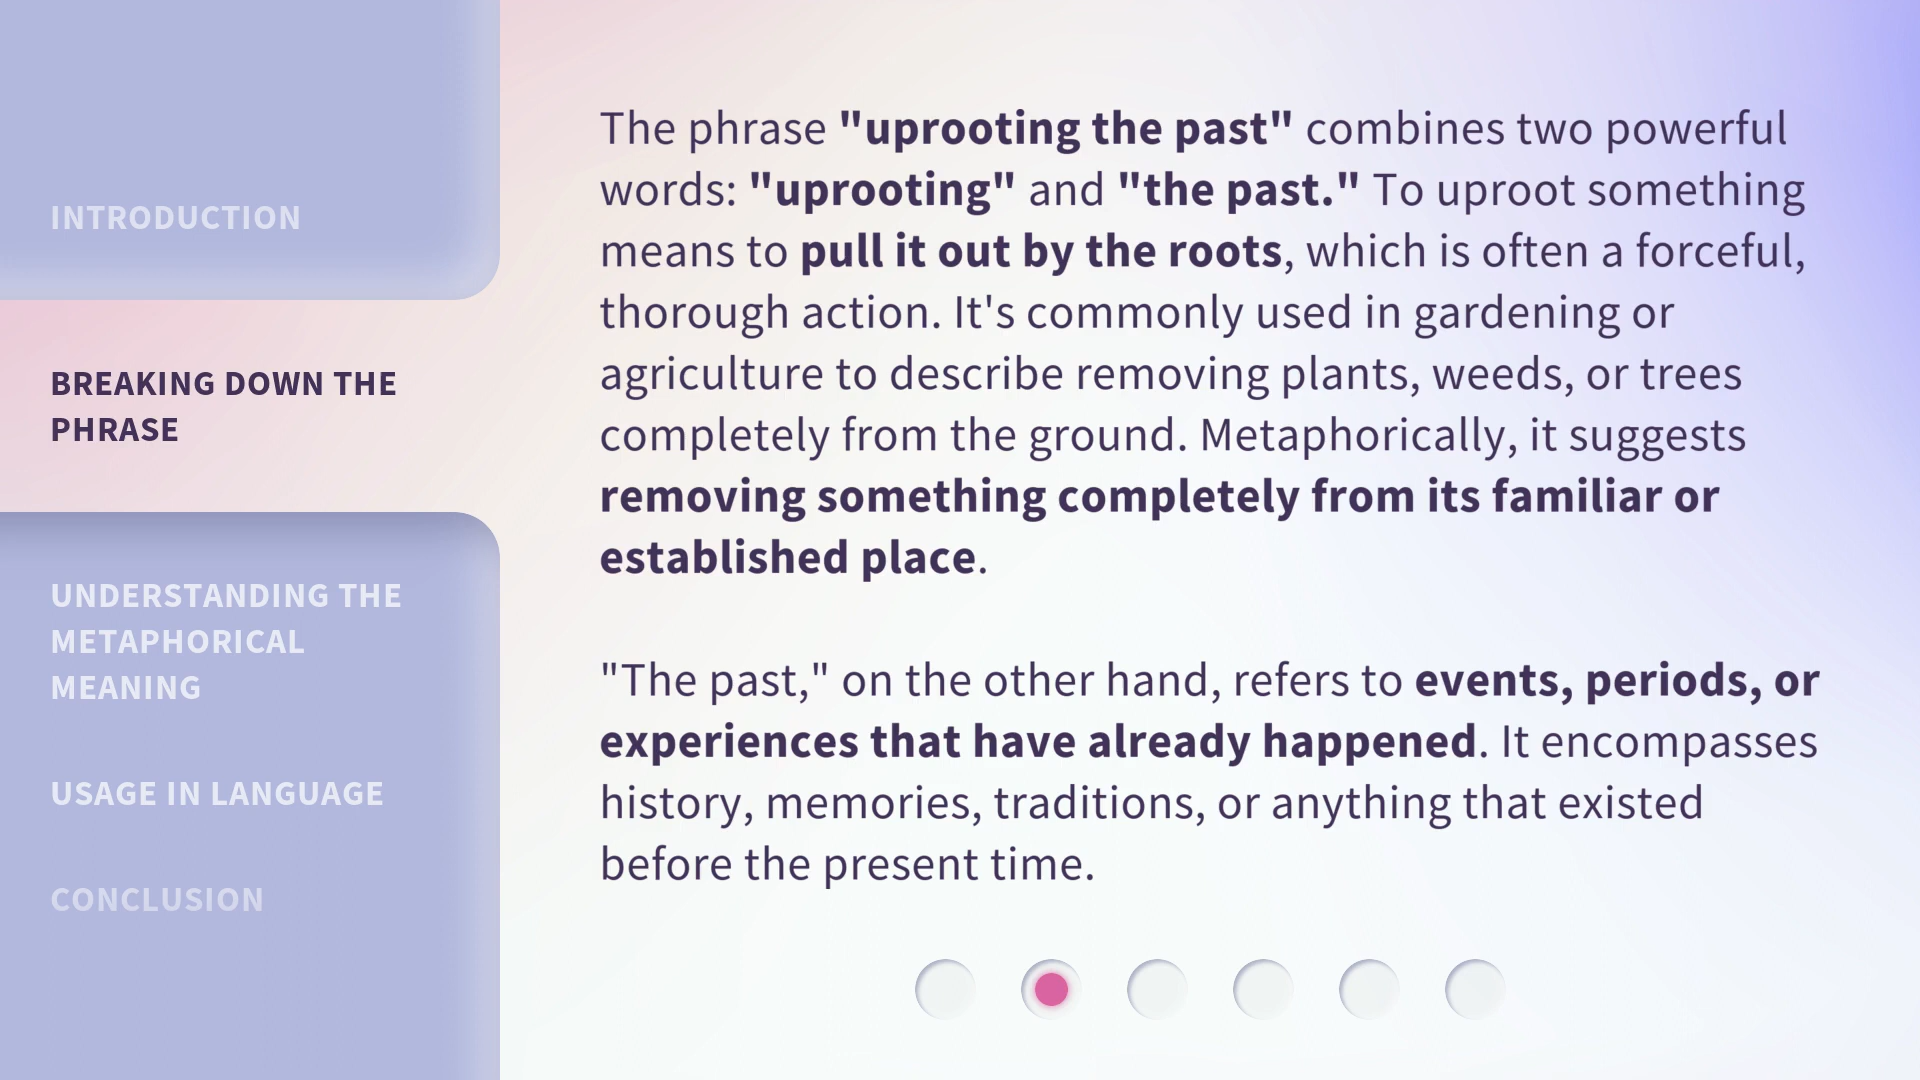 INTRODUCTION
BREAKING DOWN THE
PHRASE
UNDERSTANDING THE
METAPHORICAL
MEANING
USAGE IN LANGUAGE
CONCLUSION
The phrase "uprooting the past" combines two powerful
words: "uprooting" and "the past." To uproot something
means to pull it out by the roots, which is often a forceful,
thorough action. It's commonly used in gardening or
agriculture to describe removing plants, weeds, or trees
completely from the ground. Metaphorically, it suggests
removing something completely from its familiar or
established place.
"The past," on the other hand, refers to events, periods, or
experiences that have already happened. It encompasses
history, memories, traditions, or anything that existed
before the present time.